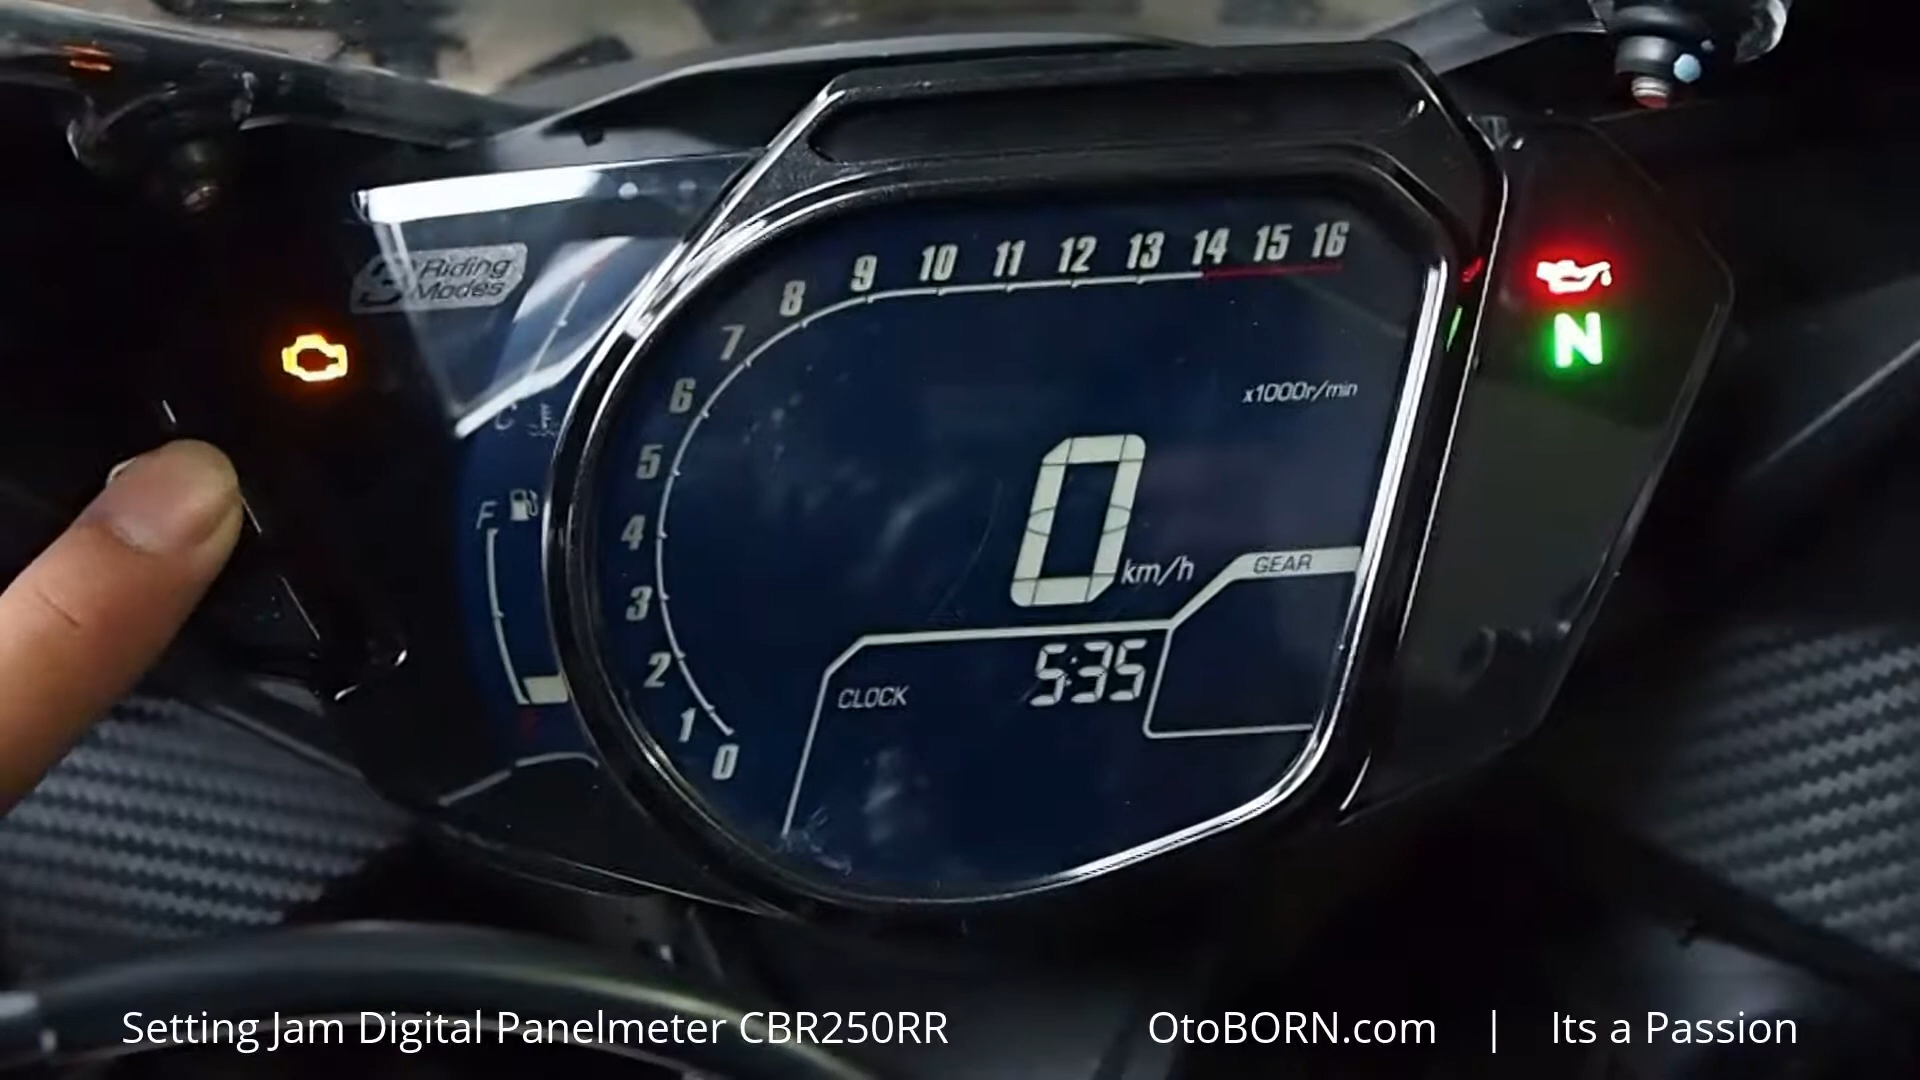 3 Riding
Modes
9 10 11 12 13 14 15 16
8
7
6
5
4
3
2
1
0
x1000r/min
C
F
0
km/h
GEAR
CLOCK
5:35
N
Setting Jam Digital Panelmeter CBR250RR
OtoBORN.com | Its a Passion